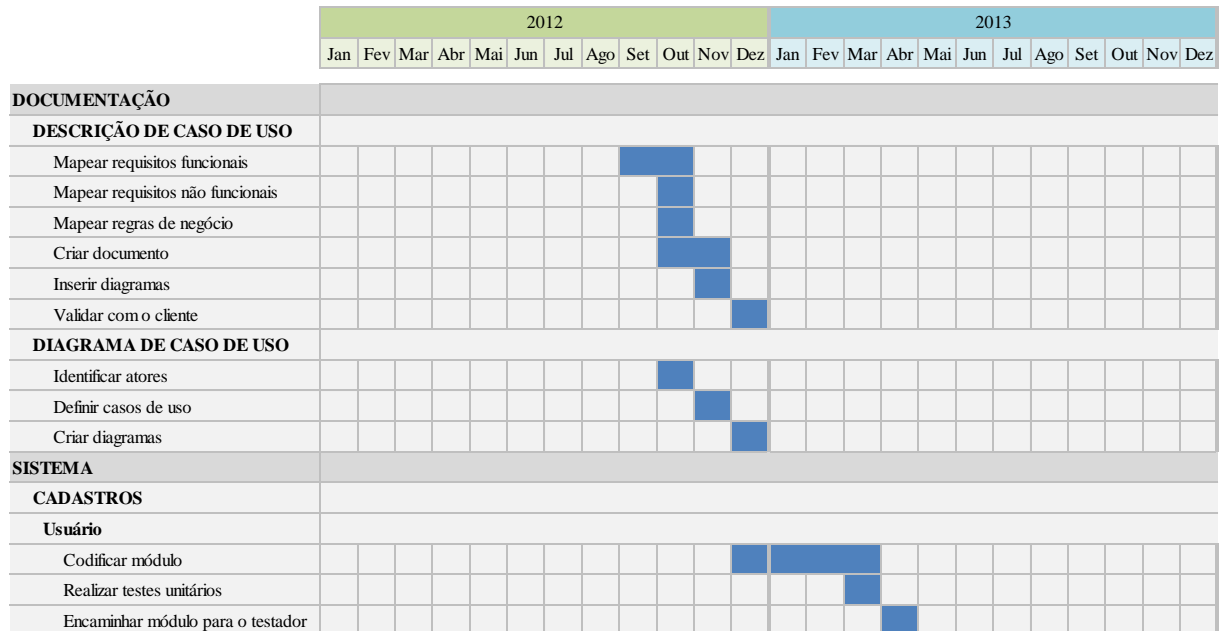 2012 2013
Jan Fev Mar Abr Mai Jun Jul Ago Set Out Nov Dez Jan Fev Mar Abr Mai Jun Jul Ago Set Out Nov Dez
DOCUMENTAÇÃO
DESCRIÇÃO DE CASO DE USO
Mapear requisitos funcionais
Mapear requisitos não funcionais
Mapear regras de negócio
Criar documento
Inserir diagramas
Validar com o cliente
DIAGRAMA DE CASO DE USO
Identificar atores
Definir casos de uso
Criar diagramas
SISTEMA
CADASTROS
Usuário
Codificar módulo
Realizar testes unitários
Encaminhar módulo para o testador